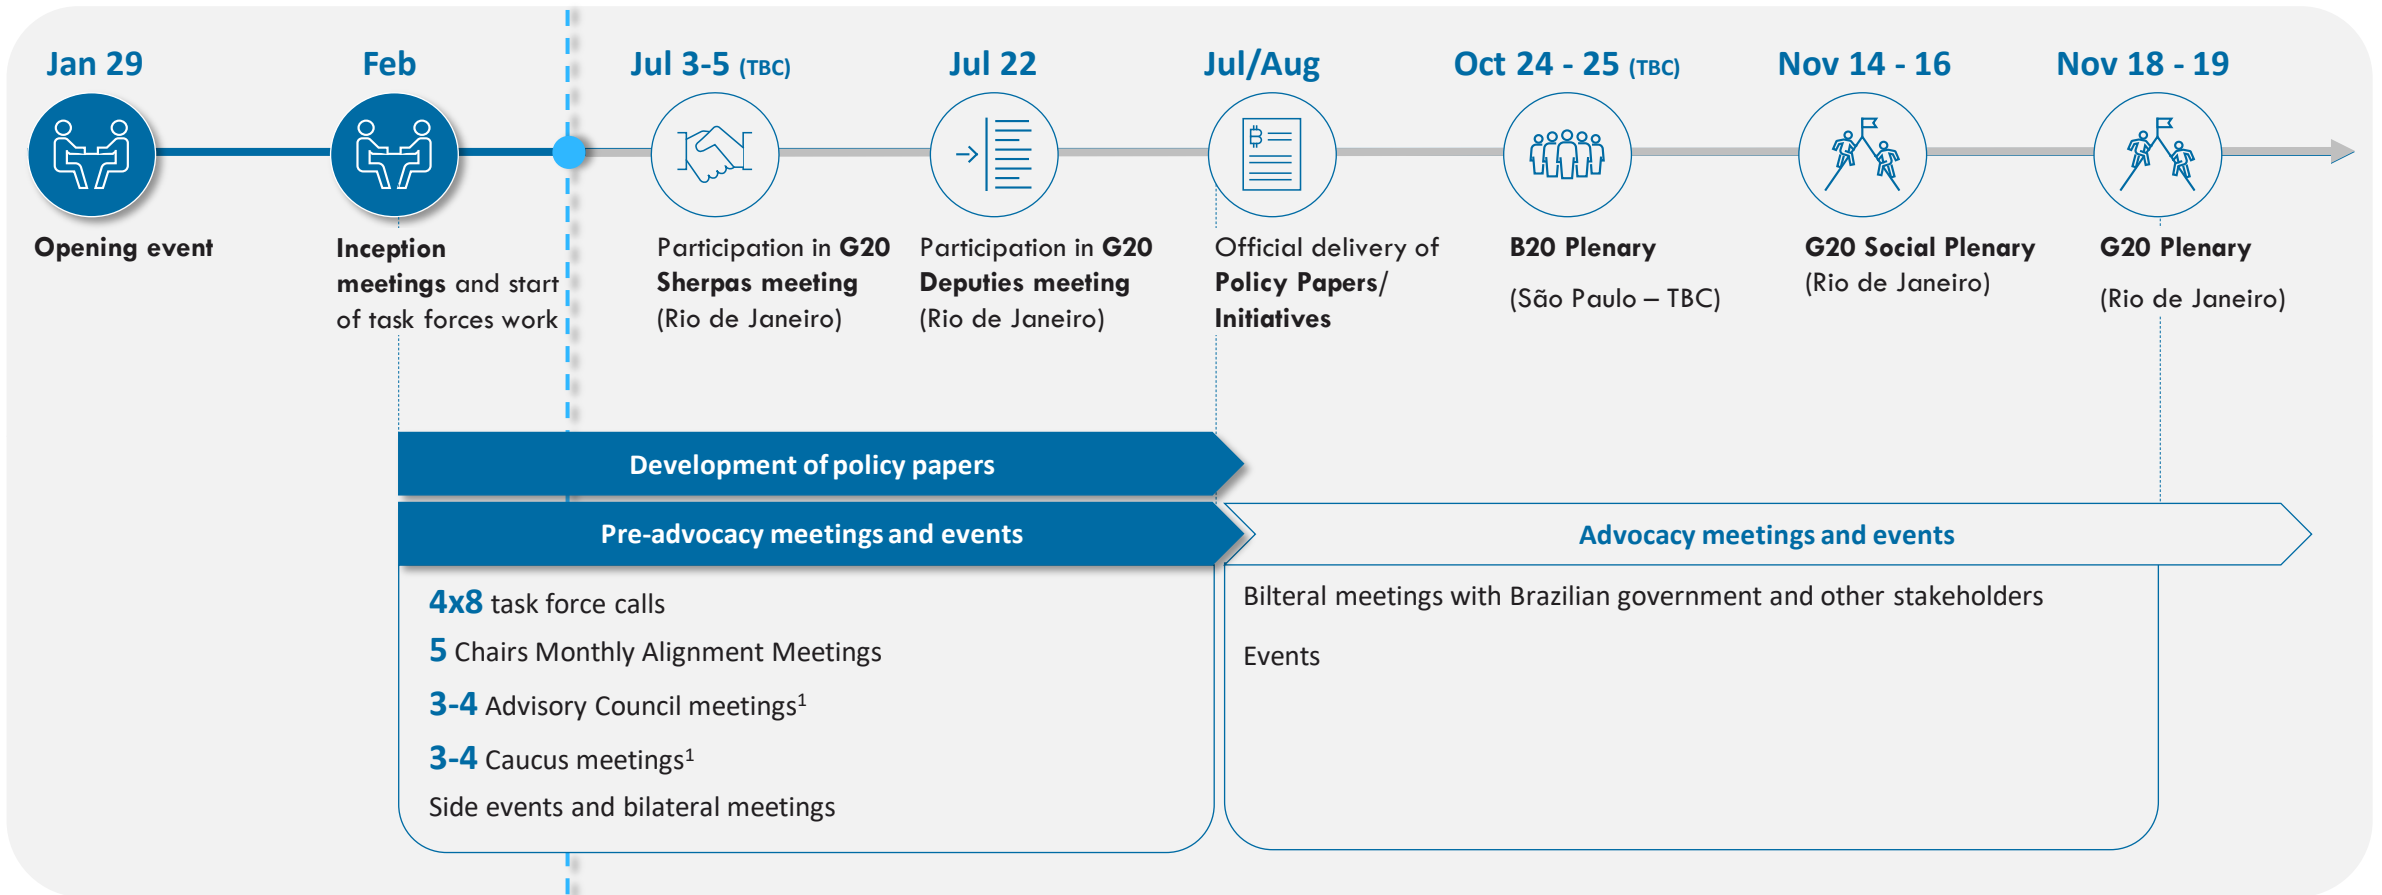 Jan 29
Feb
Jul 3-5 (TBC)
Jul 22
Jul/Aug
Oct 24 - 25 (TBC)
Nov 14 - 16
Nov 18 - 19
Opening event
Inception
meetings and start
of task forces work
Participation in G20
Sherpas meeting
(Rio de Janeiro)
Participation in G20
Deputies meeting
(Rio de Janeiro)
Official delivery of
Policy Papers/
Initiatives
B20 Plenary
(São Paulo – TBC)
G20 Social Plenary
(Rio de Janeiro)
G20 Plenary
(Rio de Janeiro)
Development of policy papers
Pre-advocacy meetings and events
Advocacy meetings and events
4x8 task force calls
5 Chairs Monthly Alignment Meetings
3-4 Advisory Council meetings¹
3-4 Caucus meetings¹
Side events and bilateral meetings
Bilteral meetings with Brazilian government and other stakeholders
Events